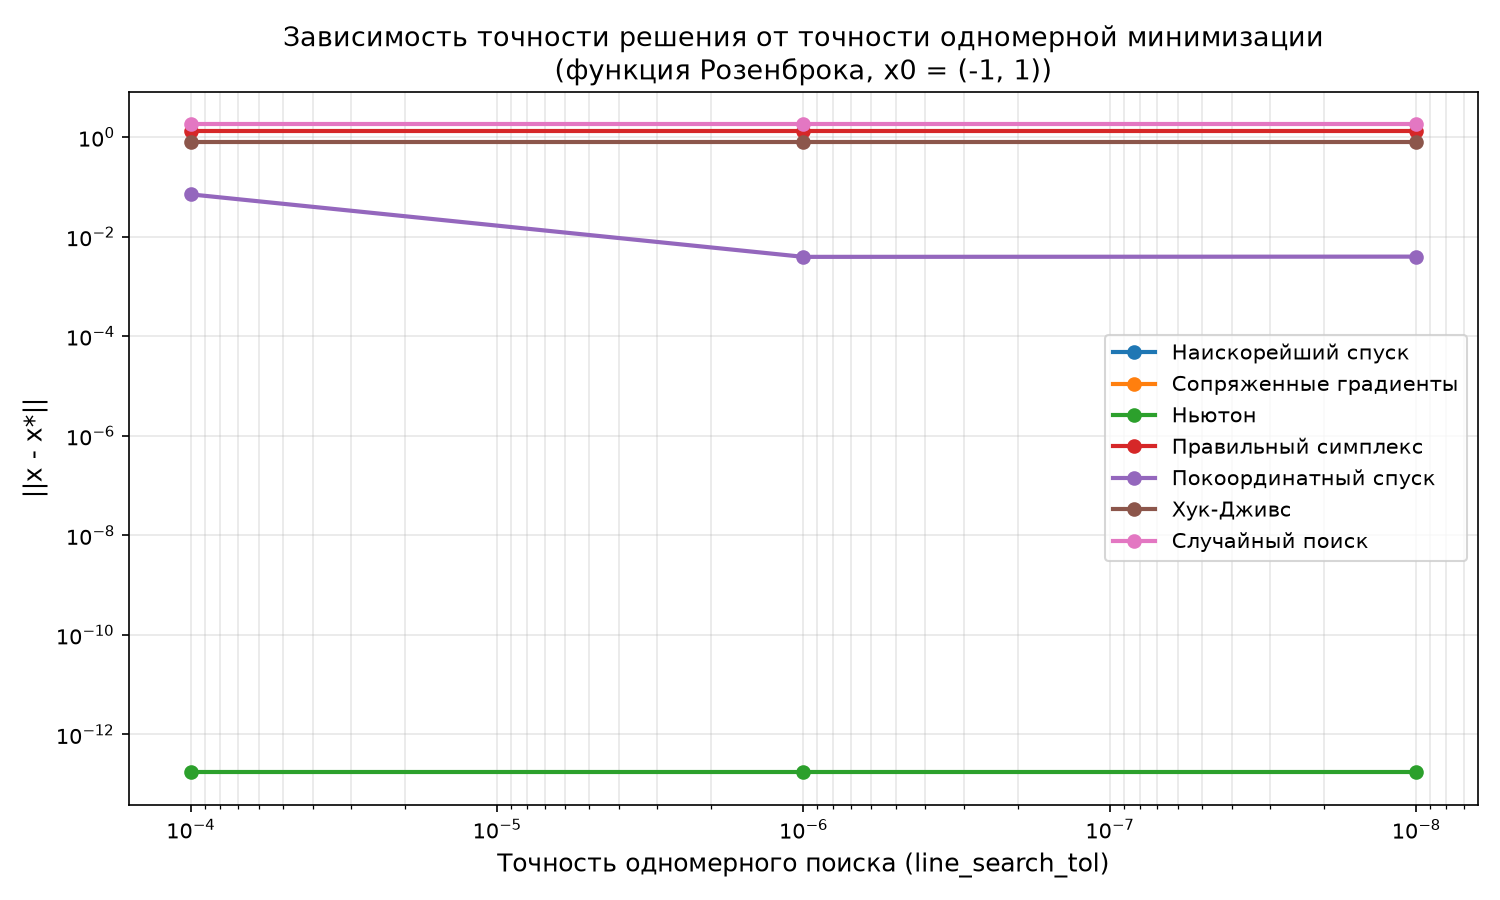 Зависимость точности решения от точности одномерной минимизации
(функция Розенброка, x0 = (-1, 1))
||x - x*||
10⁰
10⁻²
10⁻⁴
10⁻⁶
10⁻⁸
10⁻¹⁰
10⁻¹²
Наискорейший спуск
Сопряженные градиенты
Ньютон
Правильный симплекс
Покоординатный спуск
Хук-Дживс
Случайный поиск
10⁻⁴ 10⁻⁵ 10⁻⁶ 10⁻⁷ 10⁻⁸
Точность одномерного поиска (line_search_tol)